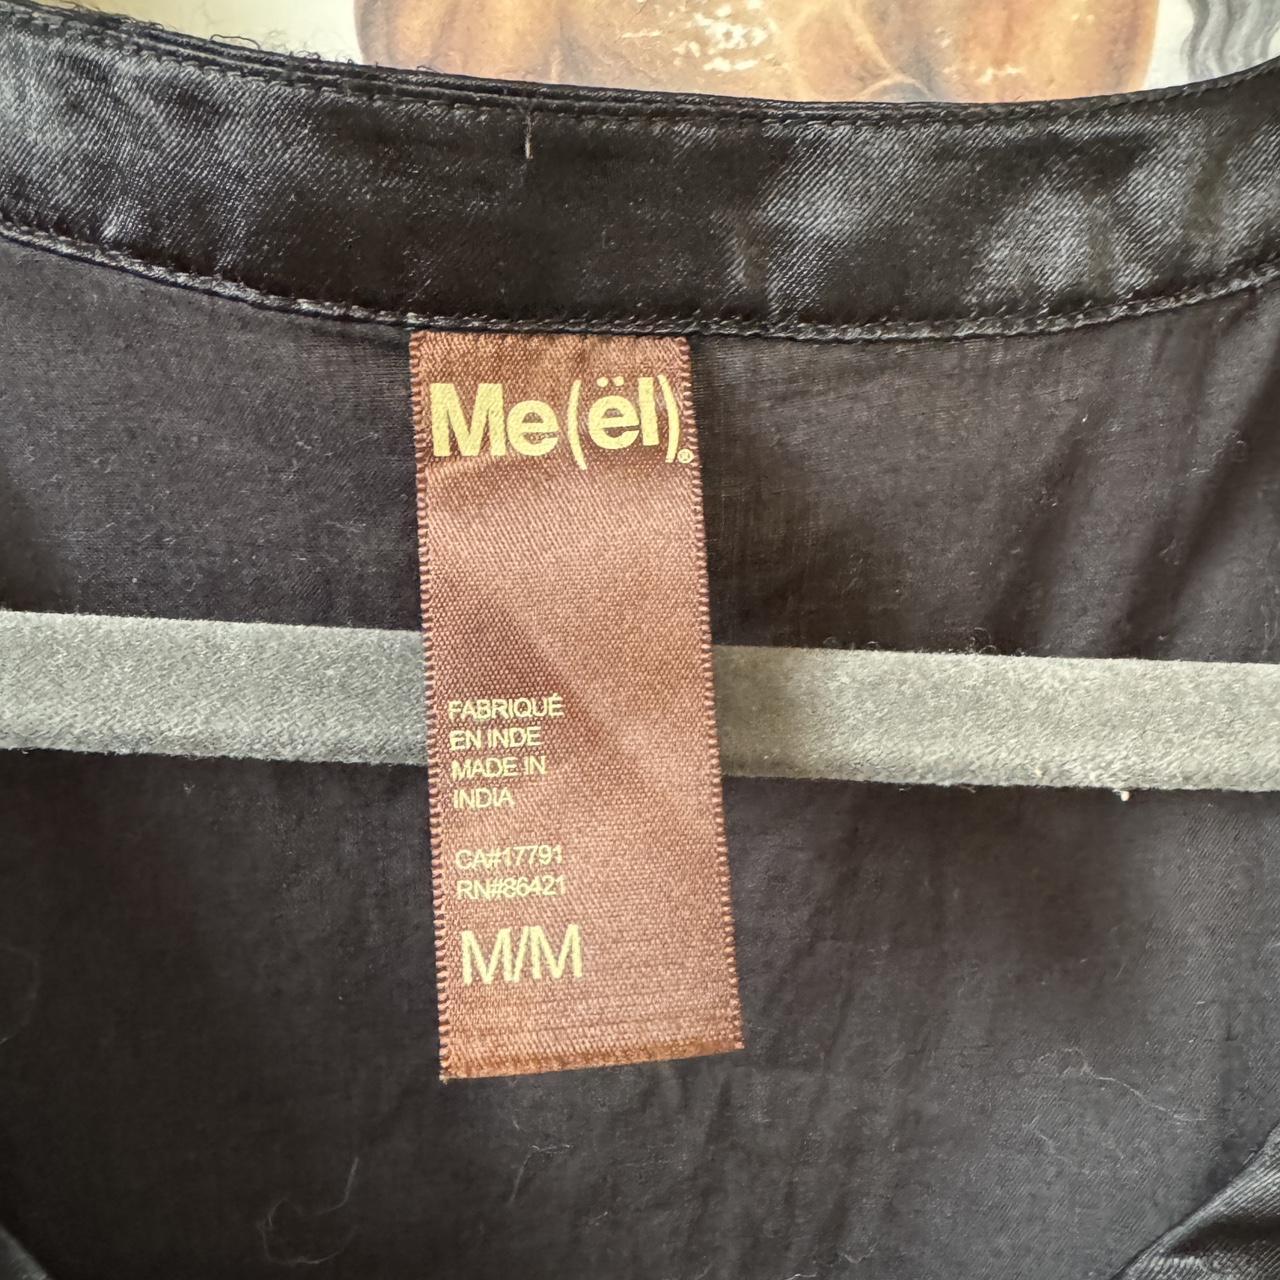 Me(ël)®
FABRIQUÉ
EN INDE
MADE IN
INDIA
CA#17791
RN#86421
M/M